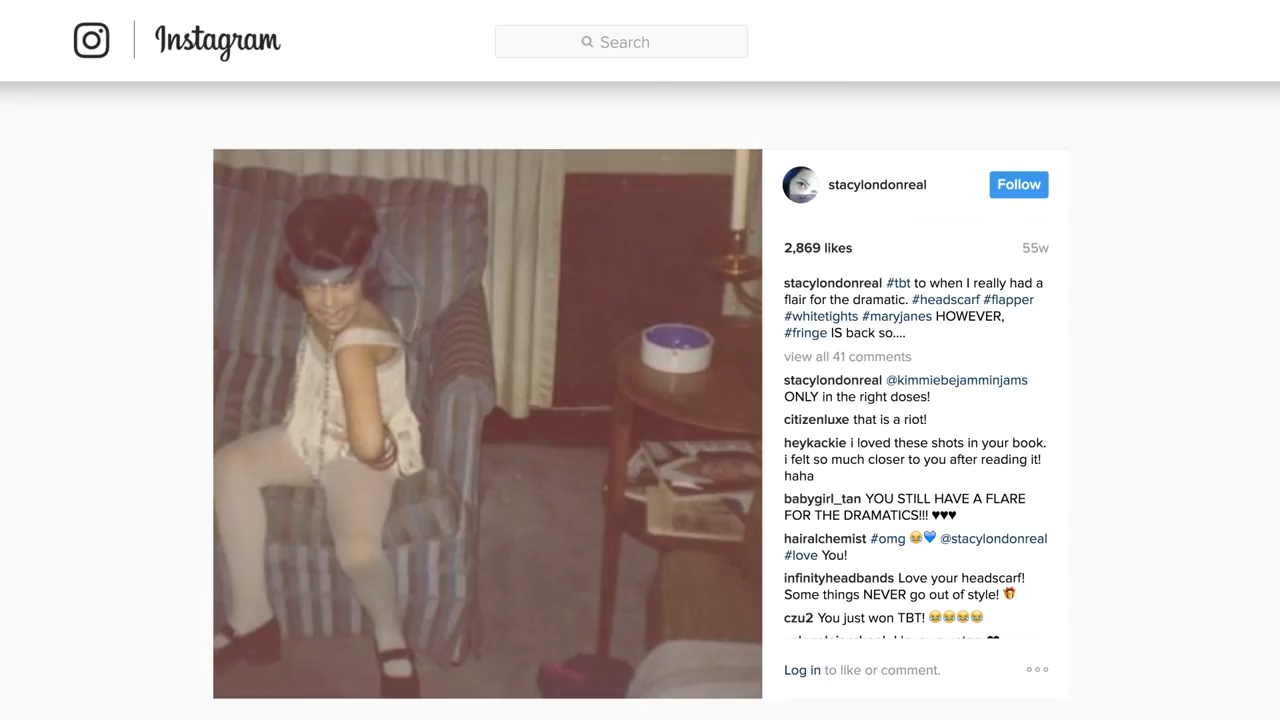 Instagram
Search
stacylondonreal
Follow
2,869 likes
55w
stacylondonreal #tbt to when I really had a
flair for the dramatic. #headscarf #flapper
#whitetights #maryjanes HOWEVER,
#fringe IS back so....
view all 41 comments
stacylondonreal @kimmiebejamminjams
ONLY in the right doses!
citizenluxe that is a riot!
heykackie i loved these shots in your book.
i felt so much closer to you after reading it!
haha
babygirl_tan YOU STILL HAVE A FLARE
FOR THE DRAMATICS!!! ♥♥♥
hairalchemist #omg 😂💙 @stacylondonreal
#love You!
infinityheadbands Love your headscarf!
Some things NEVER go out of style! 🎁
czu2 You just won TBT! 😂😂😂😂
Log in to like or comment.